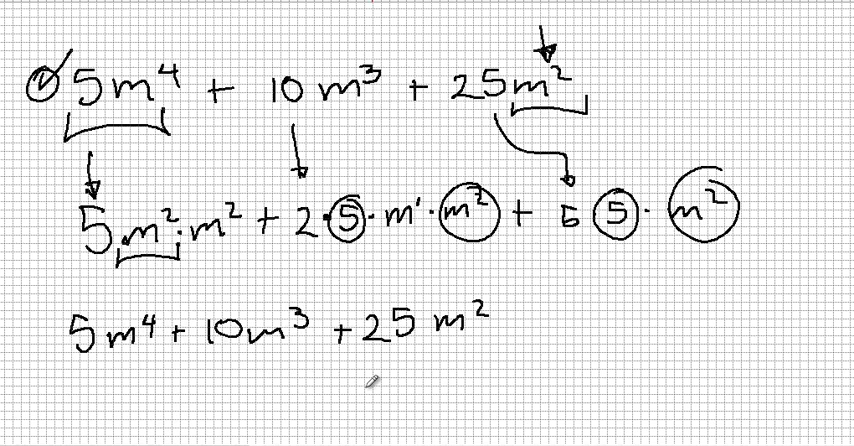 ① 5m⁴ + 10m³ + 25m²
5·m²·m² + 2·5·m¹·m² + 5 5·m²
5m⁴ + 10m³ + 25m²